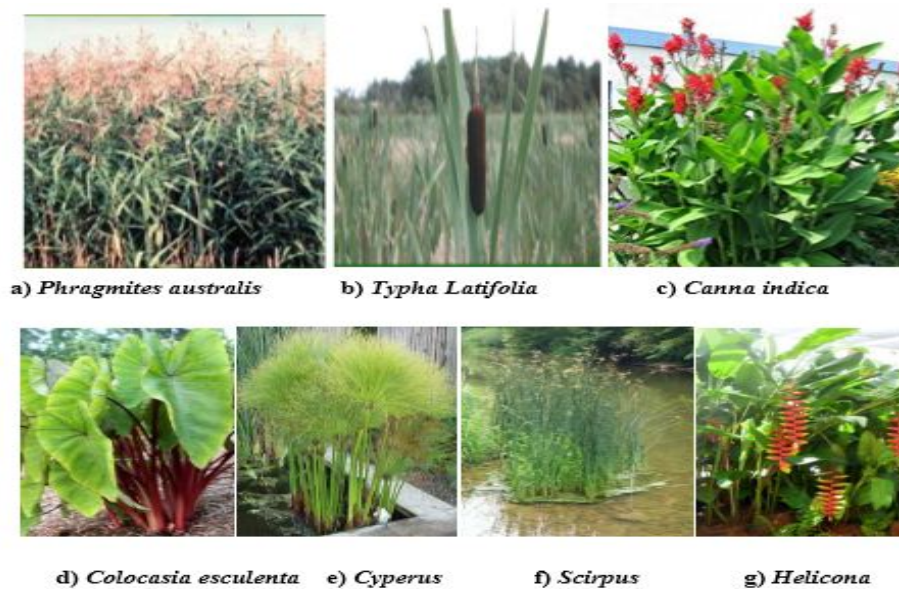 a) Phragmites australis b) Typha Latifolia c) Canna indica
d) Colocasia esculenta e) Cyperus f) Scirpus g) Helicona